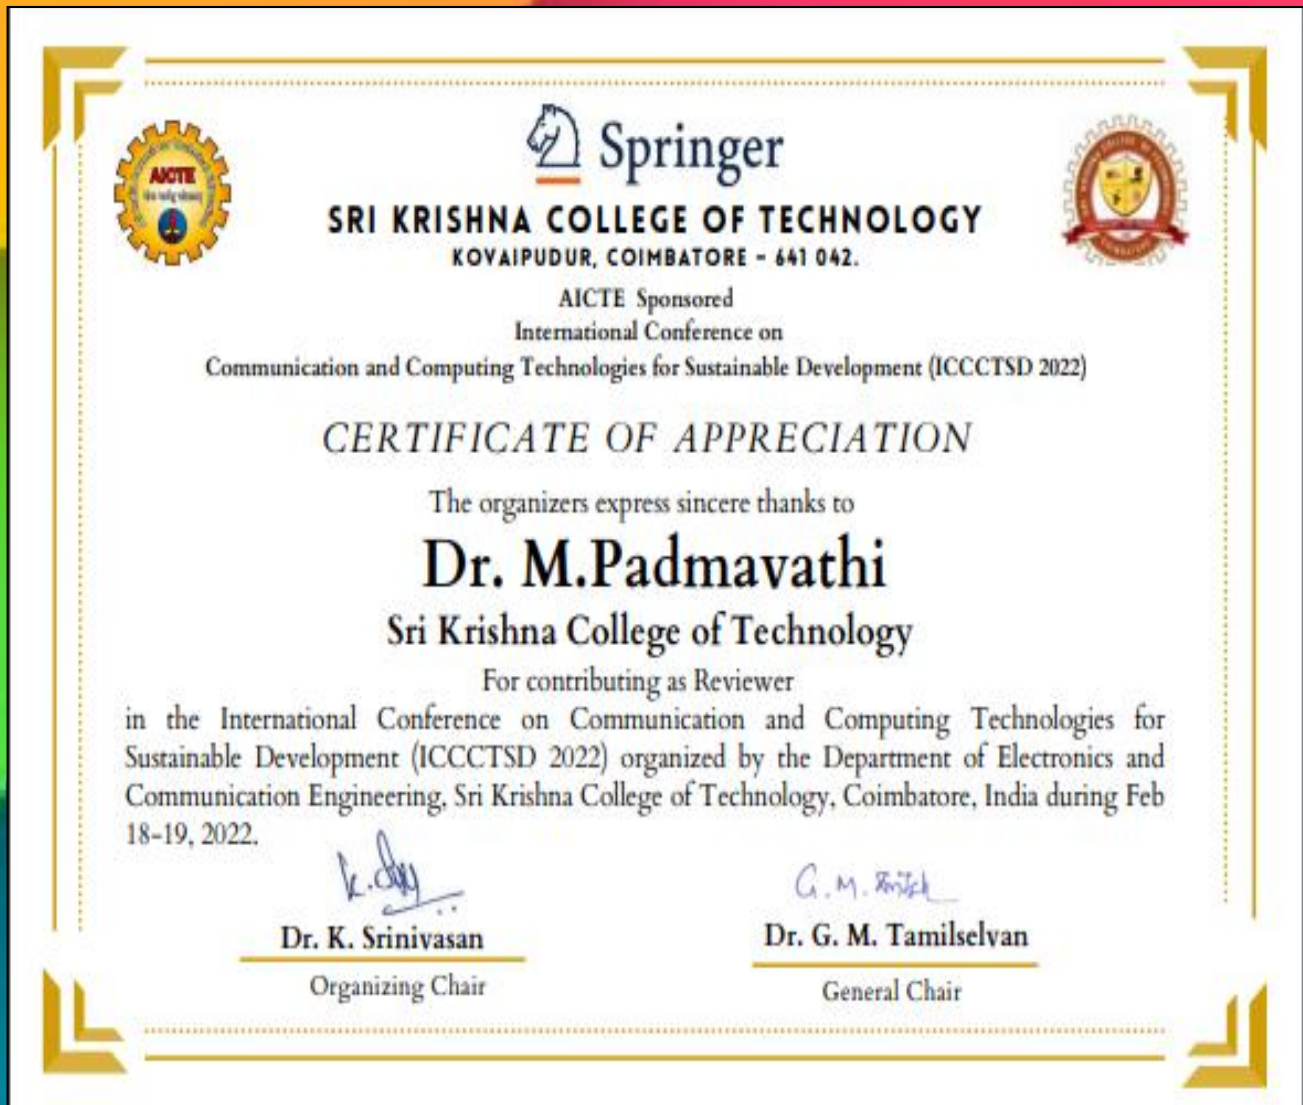 AICTE
Springer
SRI KRISHNA COLLEGE OF TECHNOLOGY
KOVAIPUDUR, COIMBATORE - 641 042.
AICTE Sponsored
International Conference on
Communication and Computing Technologies for Sustainable Development (ICCCTSD 2022)
CERTIFICATE OF APPRECIATION
The organizers express sincere thanks to
Dr. M.Padmavathi
Sri Krishna College of Technology
For contributing as Reviewer
in the International Conference on Communication and Computing Technologies for
Sustainable Development (ICCCTSD 2022) organized by the Department of Electronics and
Communication Engineering, Sri Krishna College of Technology, Coimbatore, India during Feb
18-19, 2022.
G. M.
Dr. K. Srinivasan
Dr. G. M. Tamilselvan
Organizing Chair
General Chair